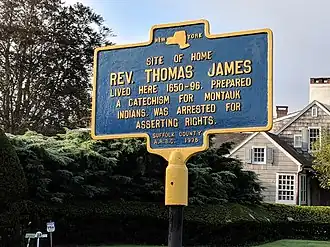 NEW YORK
SITE OF HOME
REV. THOMAS JAMES
LIVED HERE 1650-96. PREPARED
A CATECHISM FOR MONTAUK
INDIANS. WAS ARRESTED FOR
ASSERTING RIGHTS.
SUFFOLK COUNTY
A.R.B.C. 1976